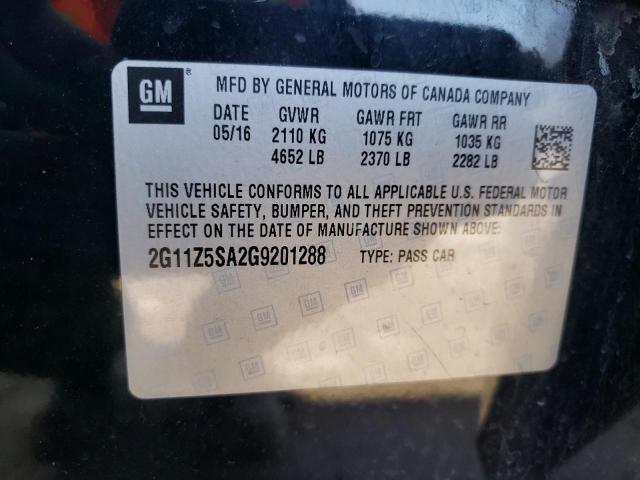 GM ®
MFD BY GENERAL MOTORS OF CANADA COMPANY
DATE GVWR GAWR FRT GAWR RR
05/16 2110 KG 1075 KG 1035 KG
4652 LB 2370 LB 2282 LB
THIS VEHICLE CONFORMS TO ALL APPLICABLE U.S. FEDERAL MOTOR
VEHICLE SAFETY, BUMPER, AND THEFT PREVENTION STANDARDS IN
EFFECT ON THE DATE OF MANUFACTURE SHOWN ABOVE.
2G11Z5SA2G9201288 TYPE: PASS CAR